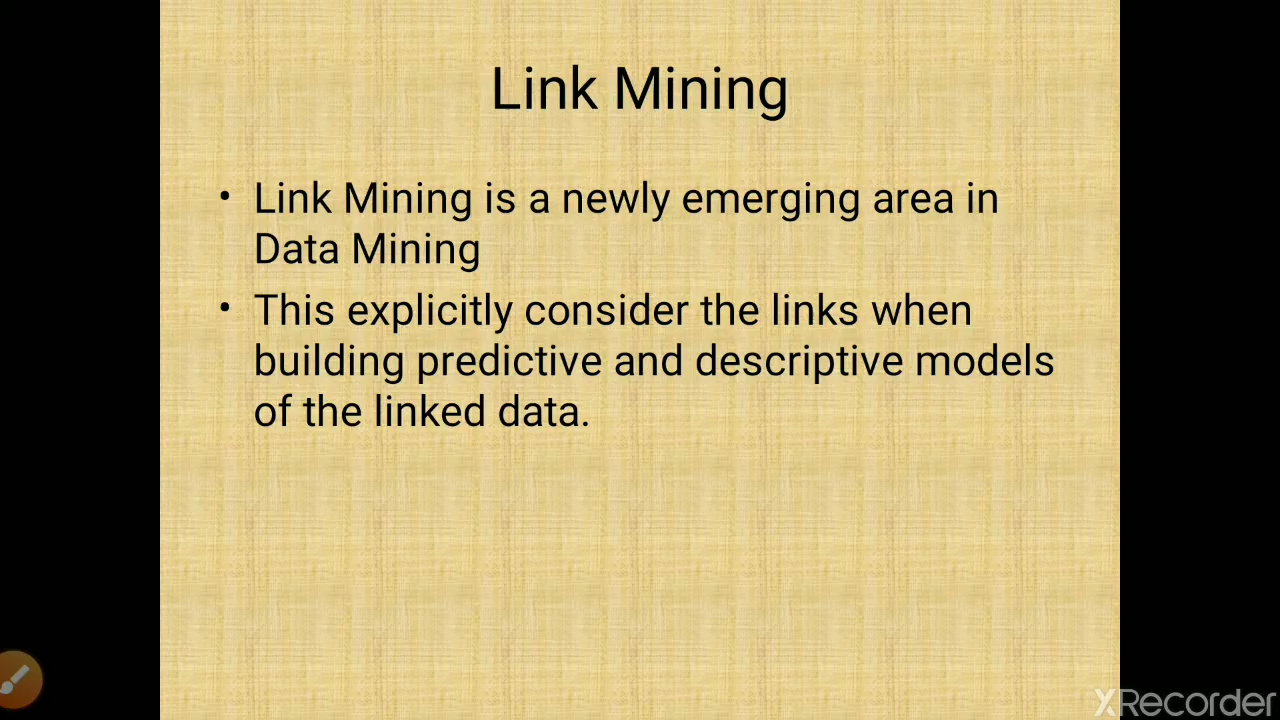 Link Mining
• Link Mining is a newly emerging area in
Data Mining
• This explicitly consider the links when
building predictive and descriptive models
of the linked data.
XRecorder